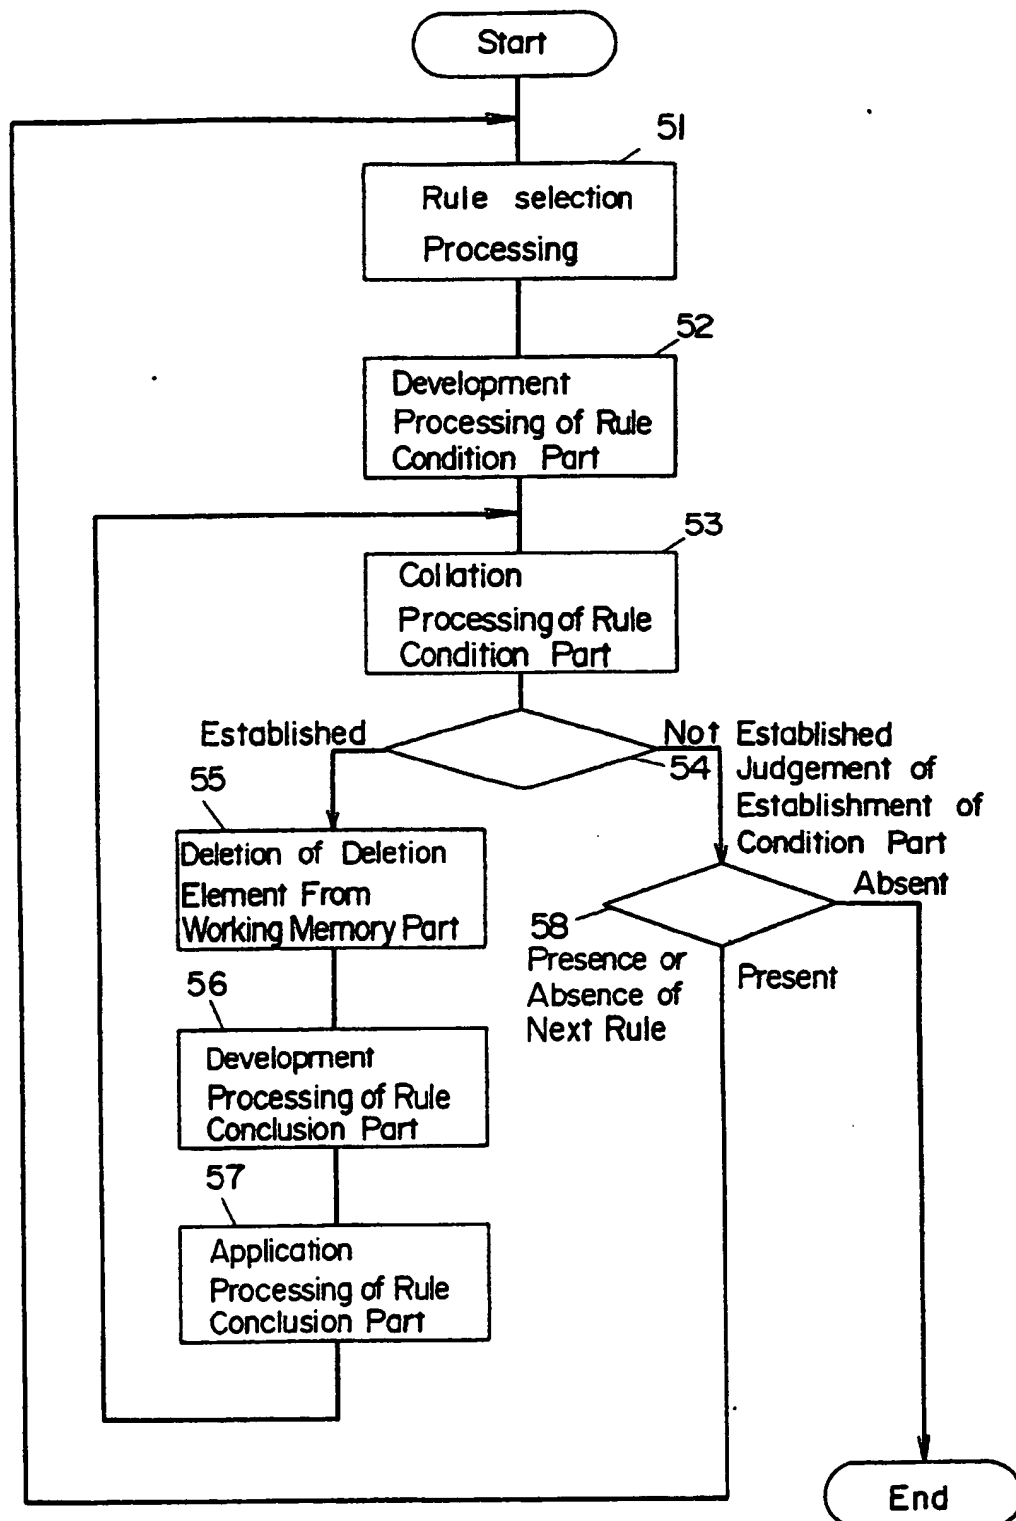 Start
51
Rule selection
Processing
52
Development
Processing of Rule
Condition Part
53
Collation
Processing of Rule
Condition Part
Established
Not Established
54
Judgement of
Establishment of
Condition Part
55
Deletion of Deletion
Element From
Working Memory Part
Absent
58
Presence or
Absence of
Next Rule
Present
56
Development
Processing of Rule
Conclusion Part
57
Application
Processing of Rule
Conclusion Part
End